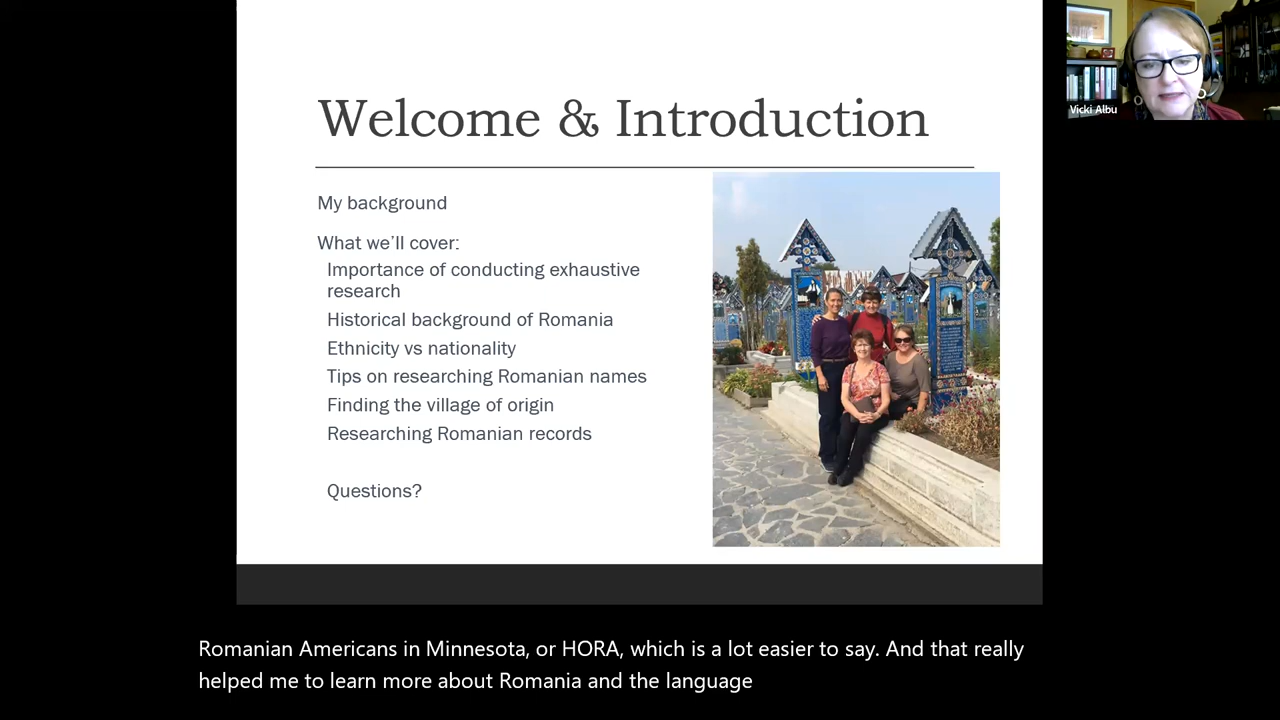 Welcome & Introduction
My background
What we'll cover:
Importance of conducting exhaustive
research
Historical background of Romania
Ethnicity vs nationality
Tips on researching Romanian names
Finding the village of origin
Researching Romanian records
Questions?
Vicki Albu
Romanian Americans in Minnesota, or HORA, which is a lot easier to say. And that really
helped me to learn more about Romania and the language